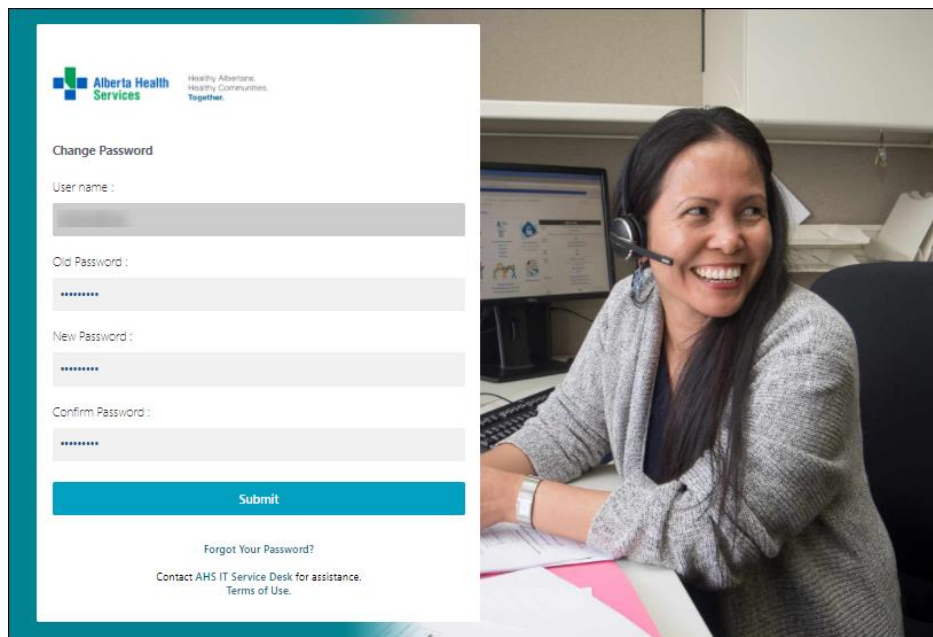 Alberta Health
Services
Healthy Albertans.
Healthy Communities.
Together.
Change Password
User name :
Old Password :
New Password :
Confirm Password :
Submit
Forgot Your Password?
Contact AHS IT Service Desk for assistance.
Terms of Use.